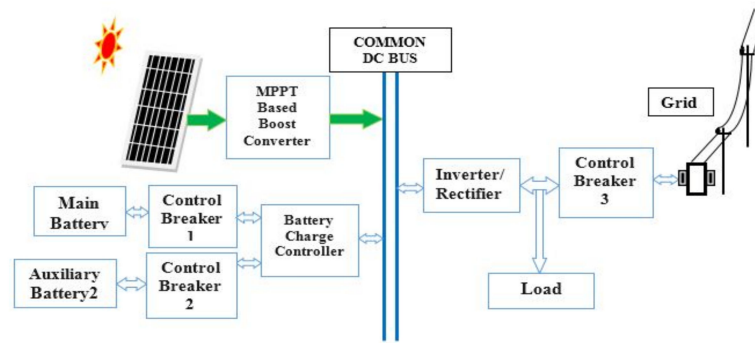 COMMON
DC BUS
MPPT
Based
Boost
Converter
Grid
Inverter/
Rectifier
Control
Breaker
3
Main
Battery
Control
Breaker
1
Battery
Charge
Controller
Auxiliary
Battery2
Control
Breaker
2
Load